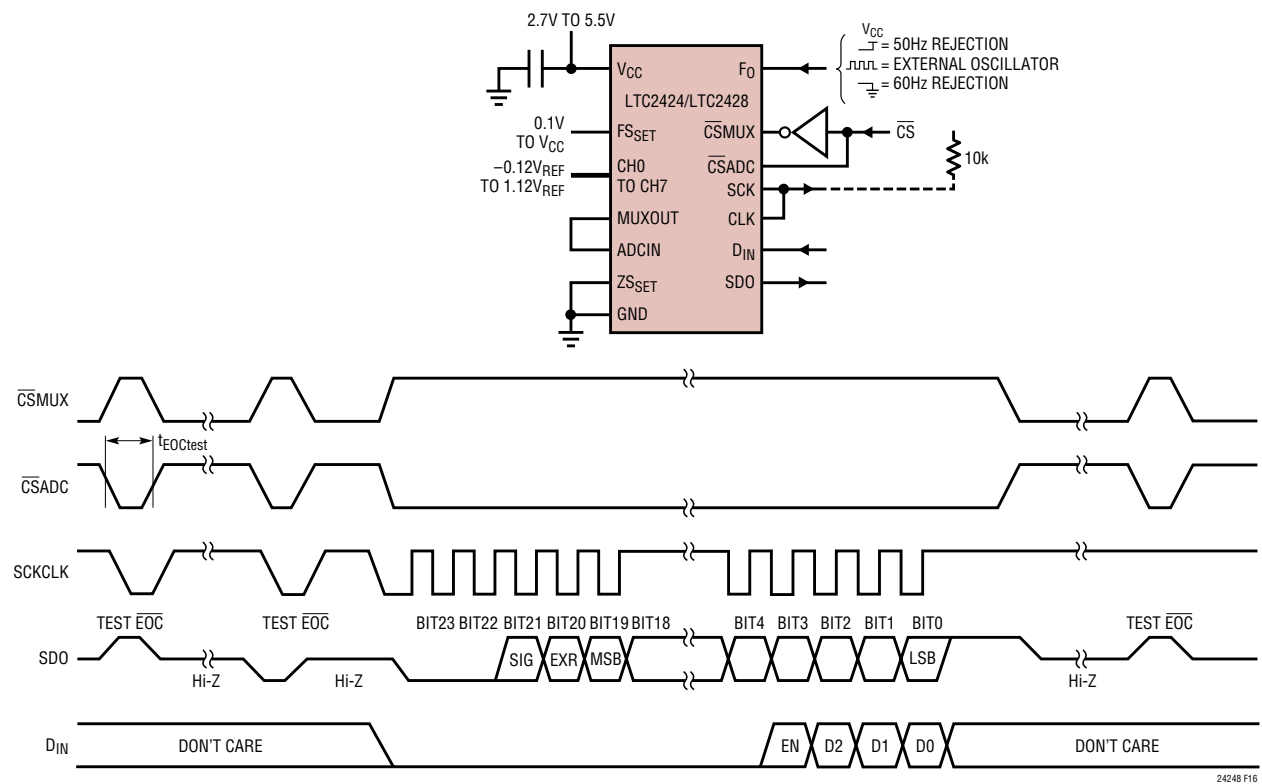 2.7V TO 5.5V
VCC
FO
LTC2424/LTC2428
VCC
= 50Hz REJECTION
= EXTERNAL OSCILLATOR
= 60Hz REJECTION
0.1V
TO VCC
FSSET
CSMUX
CS
–0.12VREF
TO 1.12VREF
CH0
TO CH7
CSADC
SCK
10k
MUXOUT
CLK
ADCIN
DIN
ZSSET
SDO
GND
CSMUX
tEOCtest
CSADC
SCKCLK
TEST EOC
TEST EOC
BIT23 BIT22 BIT21 BIT20 BIT19 BIT18
BIT4 BIT3 BIT2 BIT1 BIT0
TEST EOC
SDO
SIG EXR MSB
LSB
Hi-Z
Hi-Z
Hi-Z
DIN
DON'T CARE
EN D2 D1 D0
DON'T CARE
24248 F16